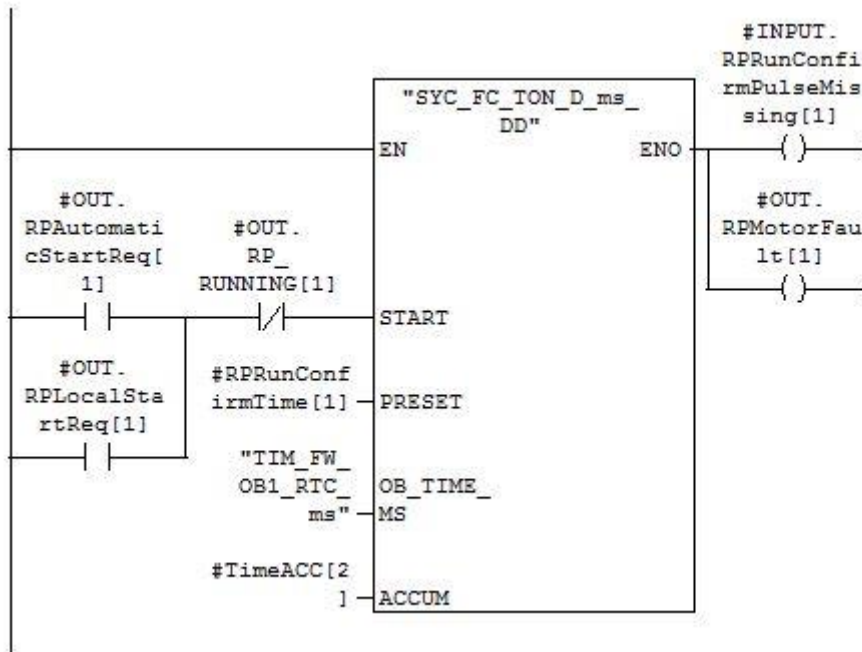 #INPUT.
RPRunConfi
rmPulseMis
sing[1]
"SYC_FC_TON_D_ms_
DD"
EN
ENO
#OUT.
RPAutomati
cStartReq[
1]
#OUT.
RP_
RUNNING[1]
#OUT.
RPMotorFau
lt[1]
START
#OUT.
RPLocalSta
rtReq[1]
#RPRunConf
irmTime[1]
PRESET
"TIM_FW_
OB1_RTC_
ms"
OB_TIME_
MS
#TimeACC[2
]
ACCUM